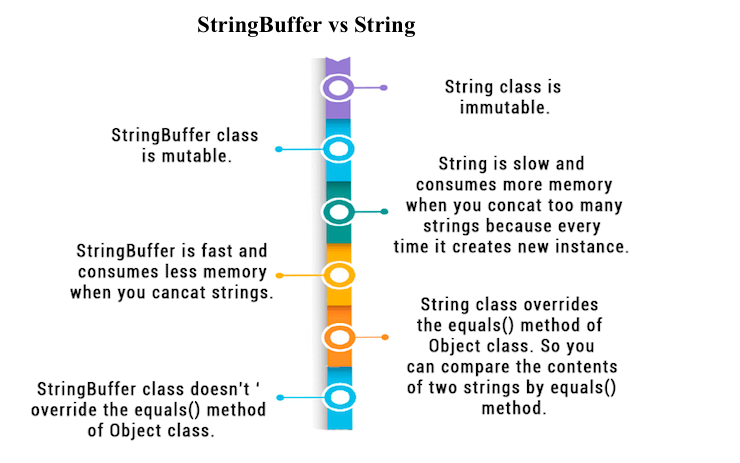 StringBuffer vs String
String class is
immutable.
StringBuffer class
is mutable.
String is slow and
consumes more memory
when you concat too many
strings because every
time it creates new instance.
StringBuffer is fast and
consumes less memory
when you cancat strings.
String class overrides
the equals() method of
Object class. So you
can compare the contents
of two strings by equals()
method.
StringBuffer class doesn't ‘
override the equals() method
of Object class.